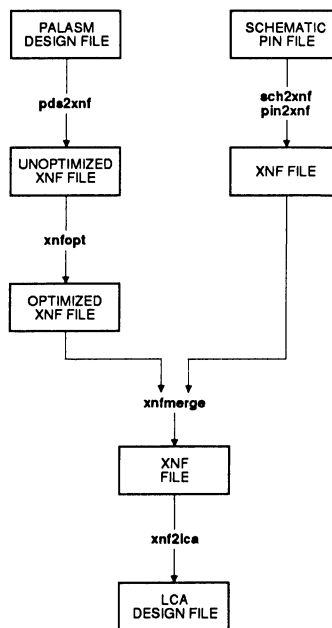 PALASM
DESIGN FILE
SCHEMATIC
PIN FILE
pds2xnf
sch2xnf
pin2xnf
UNOPTIMIZED
XNF FILE
XNF FILE
xnfopt
OPTIMIZED
XNF FILE
xnfmerge
XNF
FILE
xnf2lca
LCA
DESIGN FILE